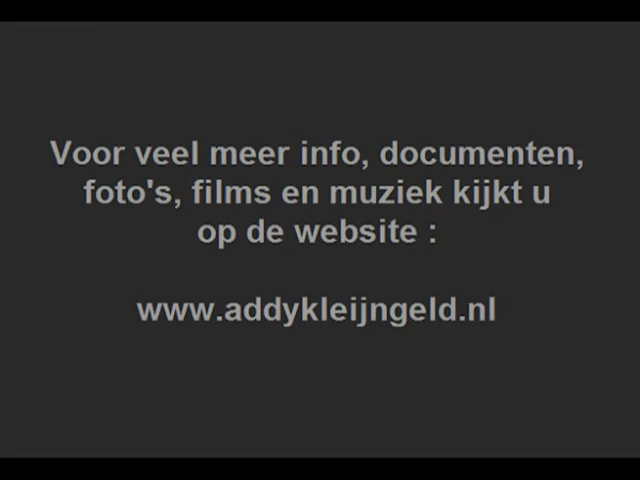 Voor veel meer info, documenten,
foto's, films en muziek kijkt u
op de website :
www.addykleijngeld.nl